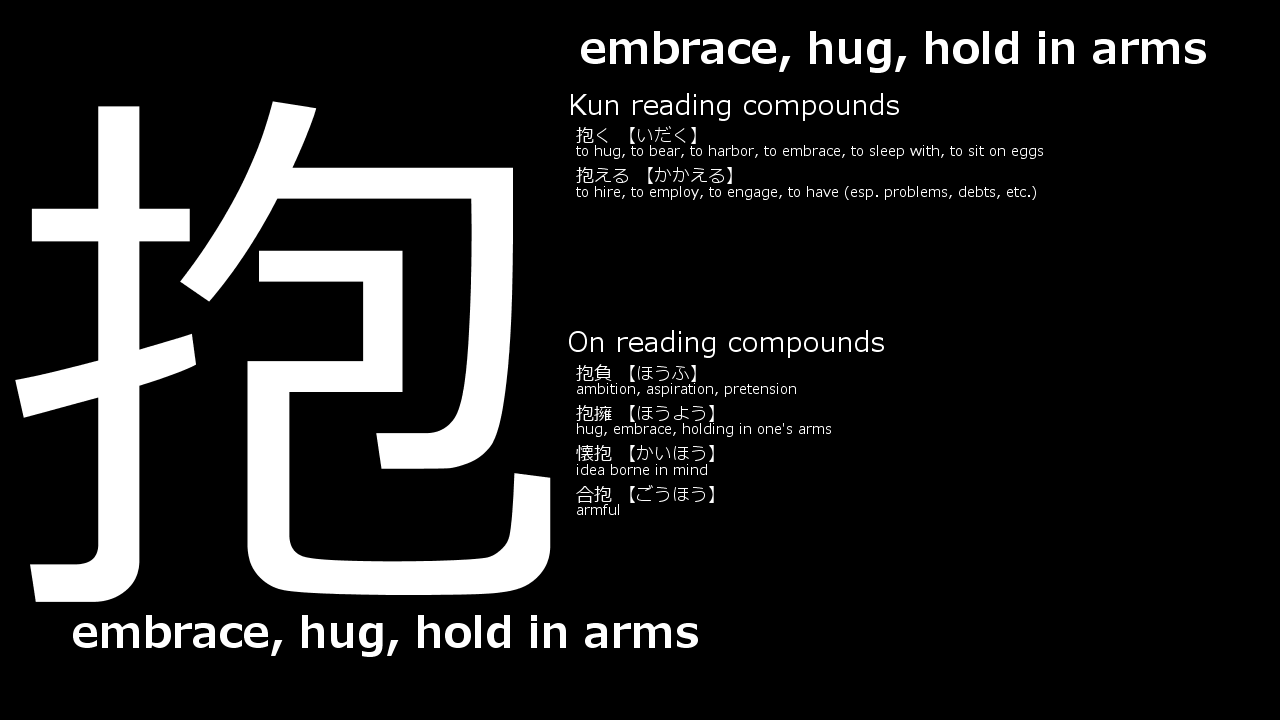 抱
embrace, hug, hold in arms
embrace, hug, hold in arms
Kun reading compounds
抱く 【いだく】
to hug, to bear, to harbor, to embrace, to sleep with, to sit on eggs
抱える 【かかえる】
to hire, to employ, to engage, to have (esp. problems, debts, etc.)
On reading compounds
抱負 【ほうふ】
ambition, aspiration, pretension
抱擁 【ほうよう】
hug, embrace, holding in one's arms
懐抱 【かいほう】
idea borne in mind
合抱 【ごうほう】
armful